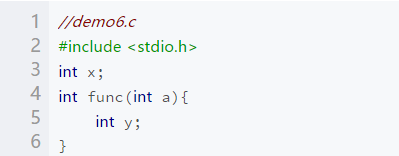 1 //demo6.c
2 #include <stdio.h>
3 int x;
4 int func(int a){
5     int y;
6 }